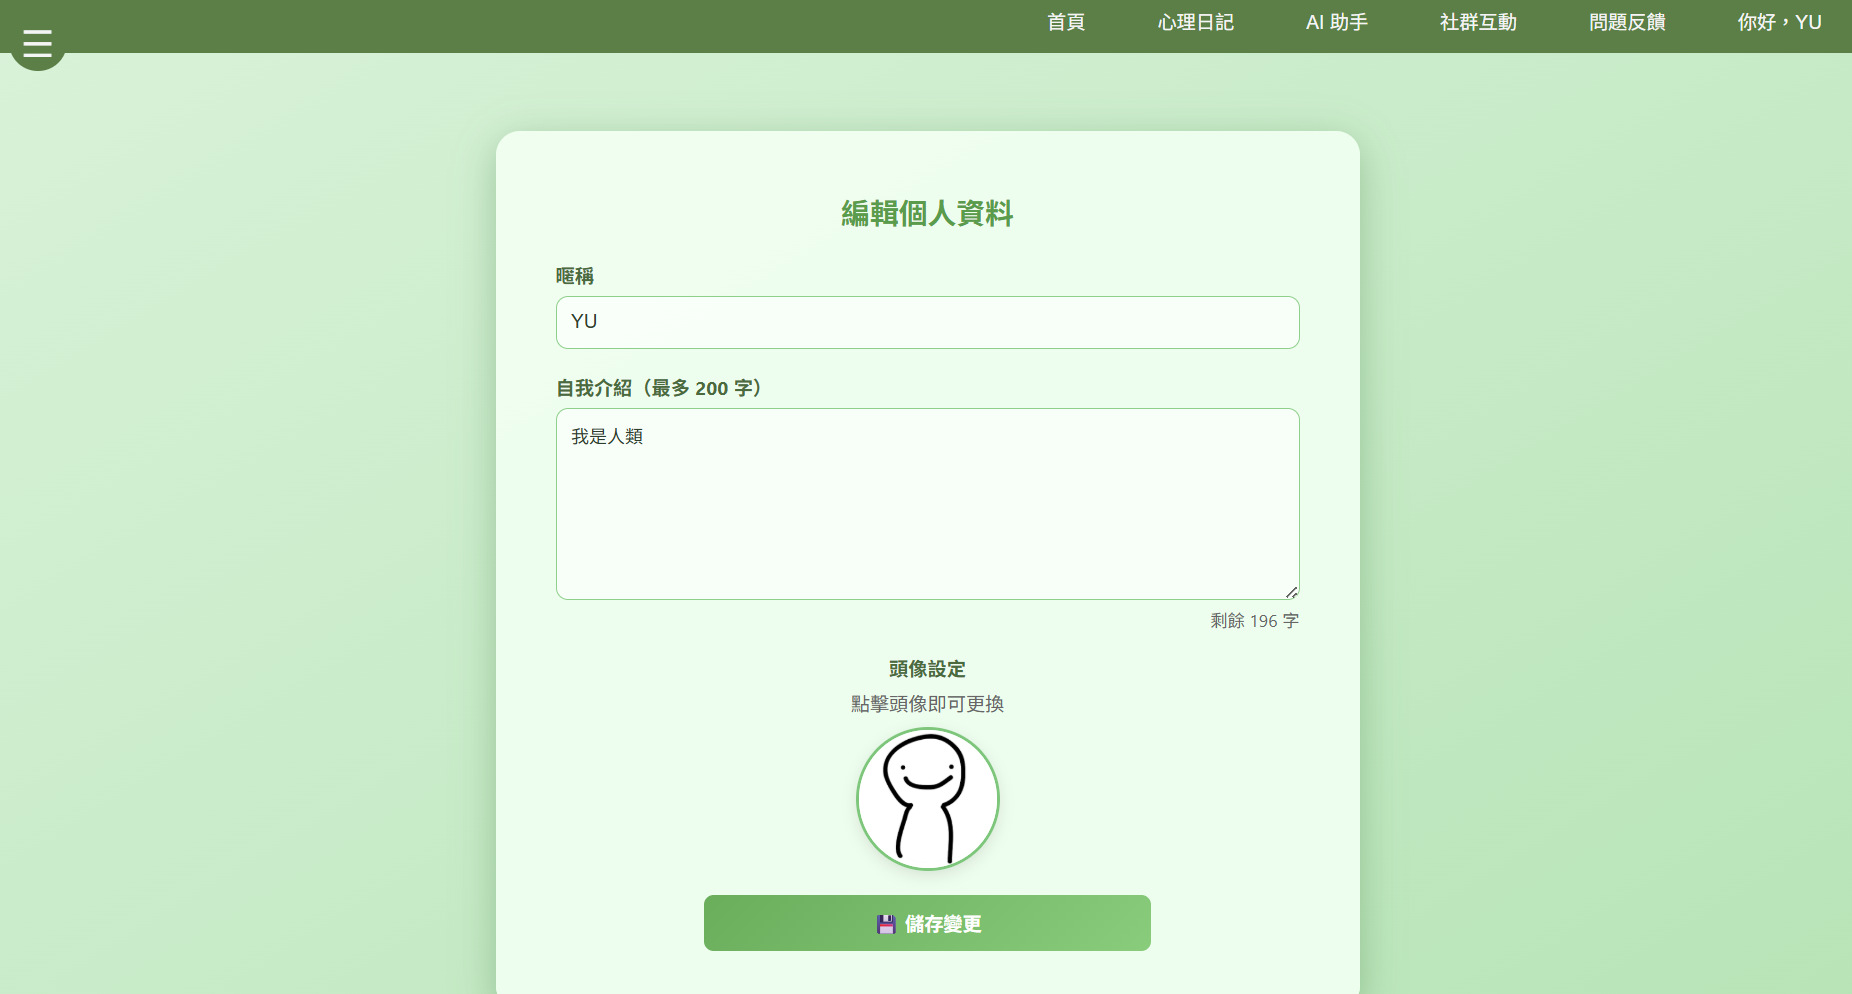 首頁 心理日記 AI 助手 社群互動 問題反饋 你好，YU
編輯個人資料
暱稱
YU
自我介紹（最多 200 字）
我是人類
剩餘 196 字
頭像設定
點擊頭像即可更換
💾 儲存變更